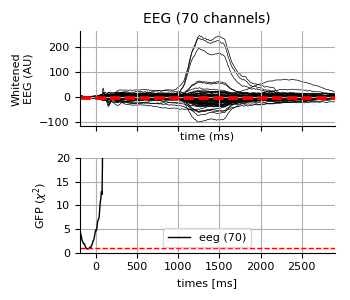 EEG (70 channels)
Whitened
EEG (AU)
200
100
0
−100
time (ms)
GFP (χ²)
20
15
10
5
0
eeg (70)
0 500 1000 1500 2000 2500
times [ms]